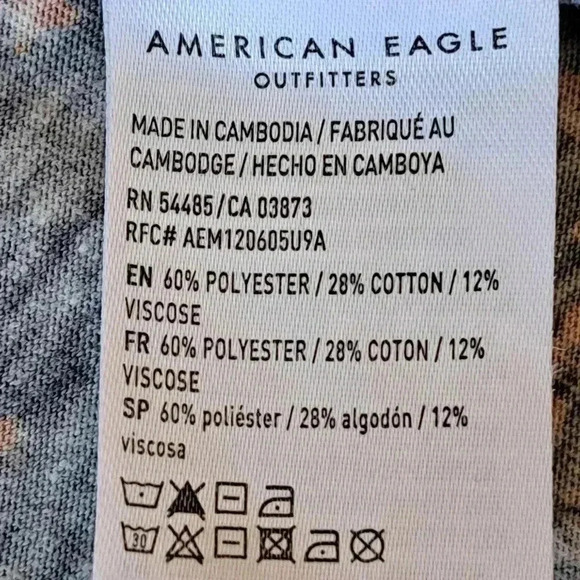 AMERICAN EAGLE
OUTFITTERS
MADE IN CAMBODIA / FABRIQUÉ AU
CAMBODGE / HECHO EN CAMBOYA
RN 54485/CA 03873
RFC# AEM120605U9A
EN 60% POLYESTER / 28% COTTON / 12%
VISCOSE
FR 60% POLYESTER / 28% COTON / 12%
VISCOSE
SP 60% poliéster / 28% algodón / 12%
viscosa
30